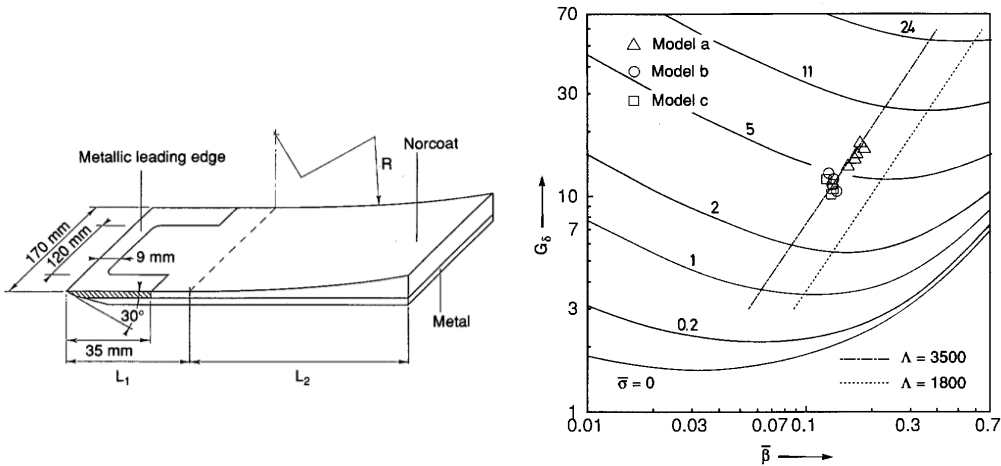 Metallic leading edge
Norcoat
R
170 mm
120 mm
9 mm
30°
35 mm
Metal
L₁
L₂
70
30
10
7
3
1
G_δ
△ Model a
○ Model b
□ Model c
24
11
5
2
1
0.2
σ̅ = 0
Λ = 3500
Λ = 1800
0.01
0.03
0.07
0.1
0.3
0.7
β̅